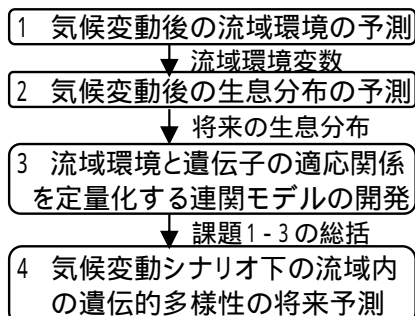 1 気候変動後の流域環境の予測
流域環境変数
2 気候変動後の生息分布の予測
将来の生息分布
3 流域環境と遺伝子の適応関係
を定量化する連関モデルの開発
課題1-3の総括
4 気候変動シナリオ下の流域内
の遺伝的多様性の将来予測